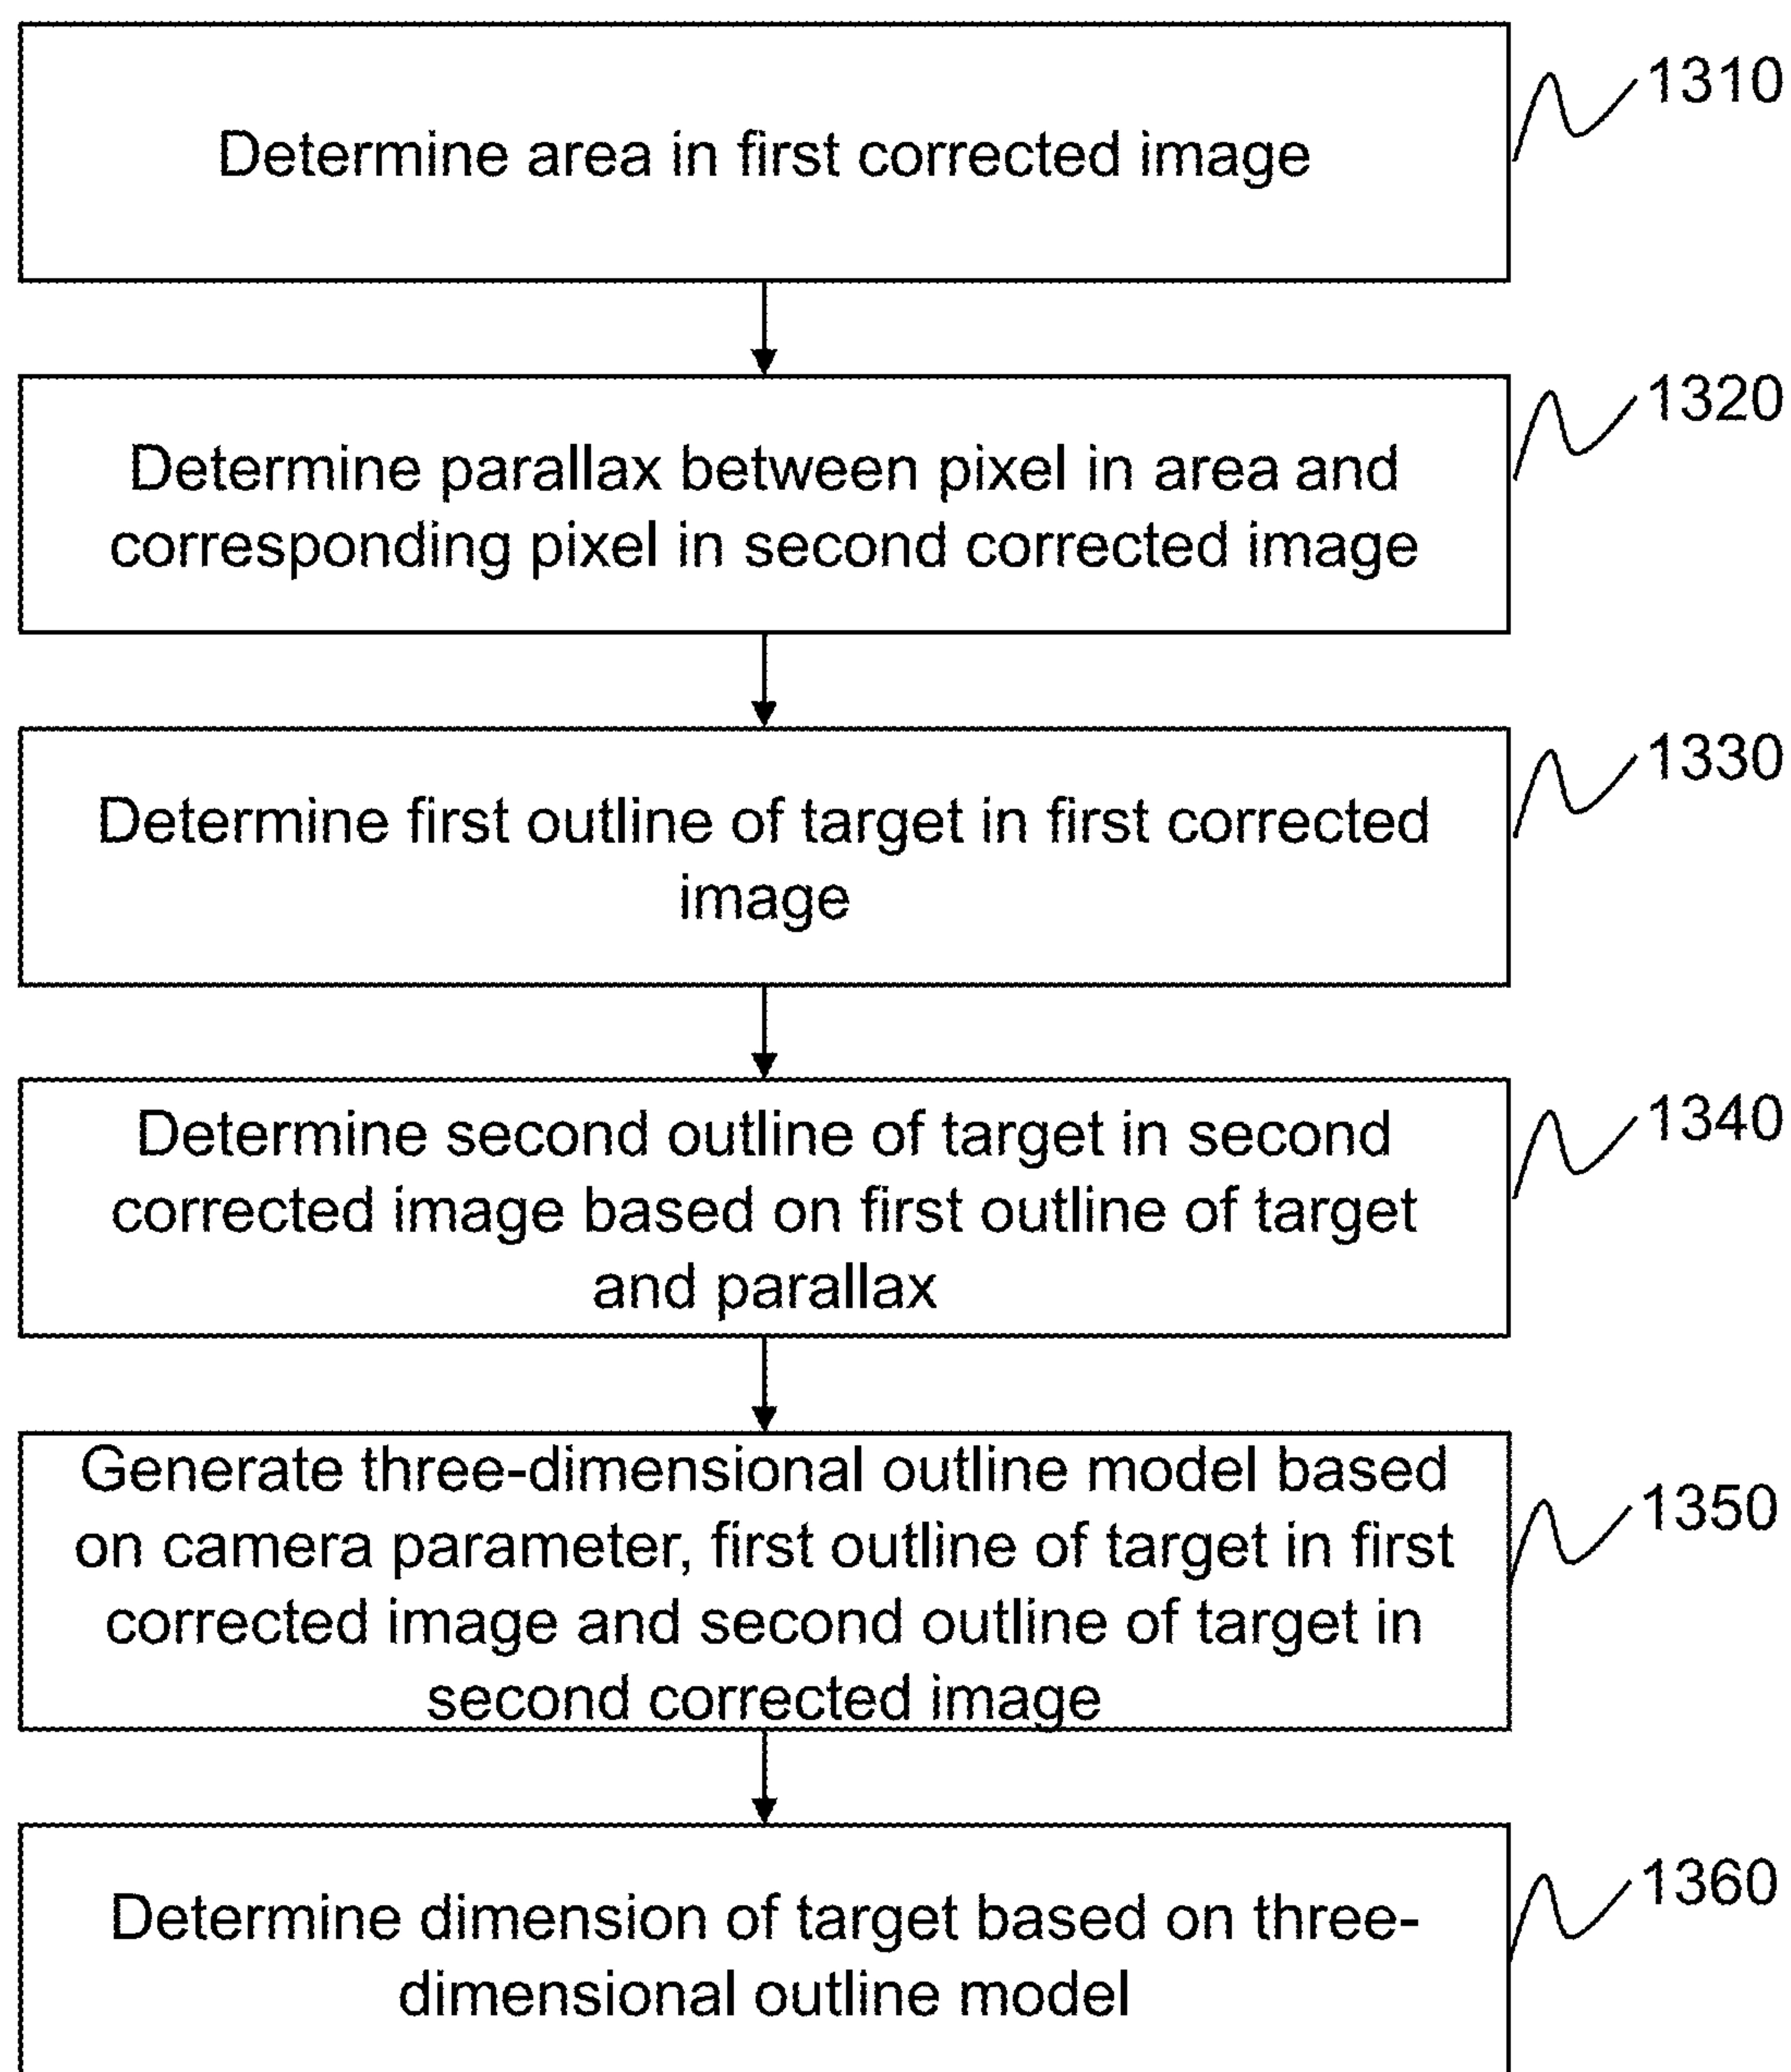 Determine area in first corrected image
1310
Determine parallax between pixel in area and
corresponding pixel in second corrected image
1320
Determine first outline of target in first corrected
image
1330
Determine second outline of target in second
corrected image based on first outline of target
and parallax
1340
Generate three-dimensional outline model based
on camera parameter, first outline of target in first
corrected image and second outline of target in
second corrected image
1350
Determine dimension of target based on three-
dimensional outline model
1360